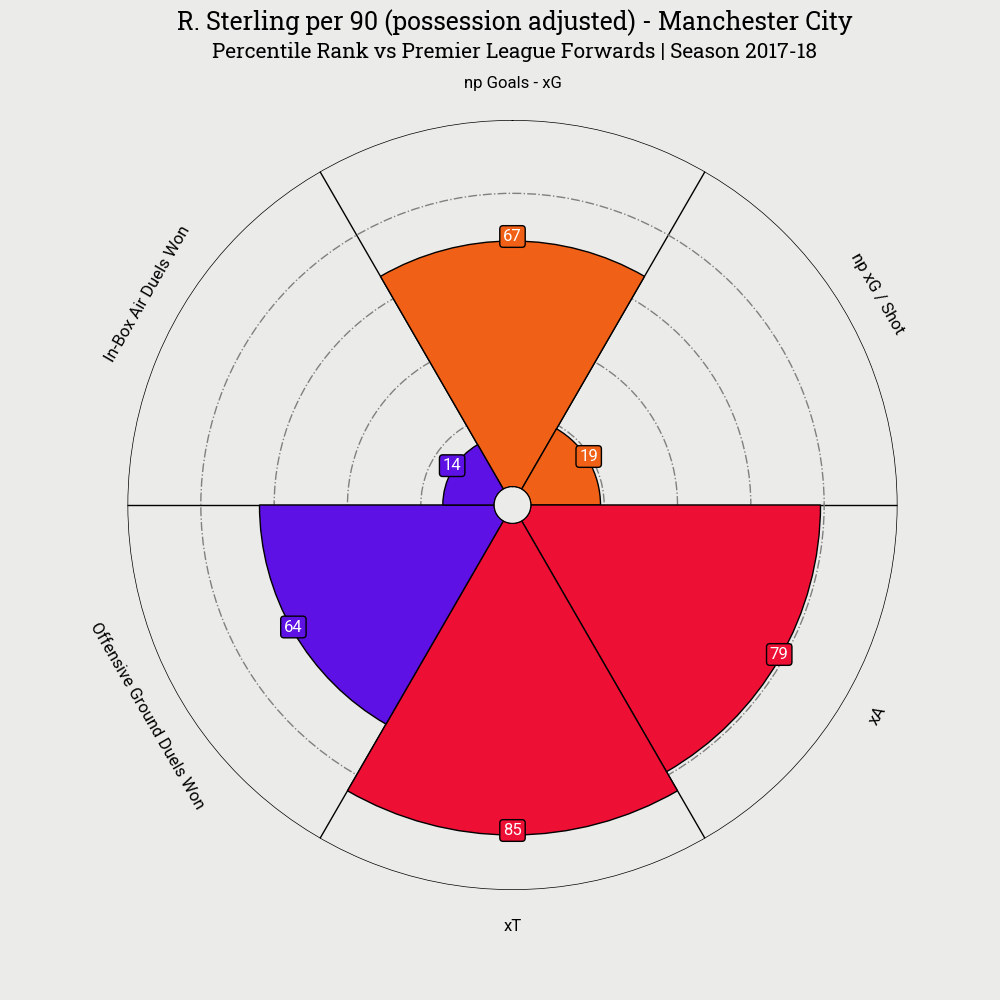 R. Sterling per 90 (possession adjusted) - Manchester City
Percentile Rank vs Premier League Forwards | Season 2017-18
np Goals - xG
67
In-Box Air Duels Won
np xG / Shot
19
14
64
79
Offensive Ground Duels Won
xA
85
xT